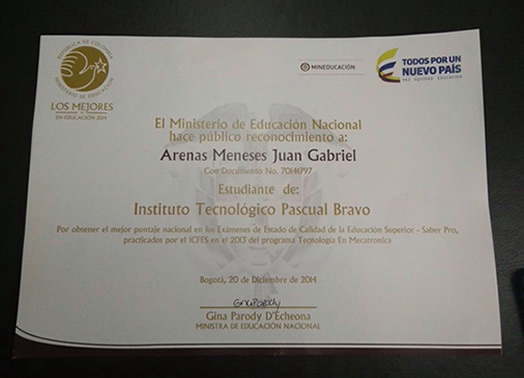 REPÚBLICA DE COLOMBIA
MINISTERIO DE EDUCACIÓN
LOS MEJORES
EN EDUCACIÓN 2014
MINEDUCACIÓN
TODOS POR UN
NUEVO PAÍS
PAZ EQUIDAD EDUCACIÓN
El Ministerio de Educación Nacional
hace público reconocimiento a:
Arenas Meneses Juan Gabriel
Con Documento No. 70141797
Estudiante de:
Instituto Tecnológico Pascual Bravo
Por obtener el mejor puntaje nacional en los Exámenes de Estado de Calidad de la Educación Superior - Saber Pro,
practicados por el ICFES en el 2013 del programa Tecnología En Mecatronica
Bogotá, 20 de Diciembre de 2014
Gina Parody
Gina Parody D'Echeona
MINISTRA DE EDUCACIÓN NACIONAL